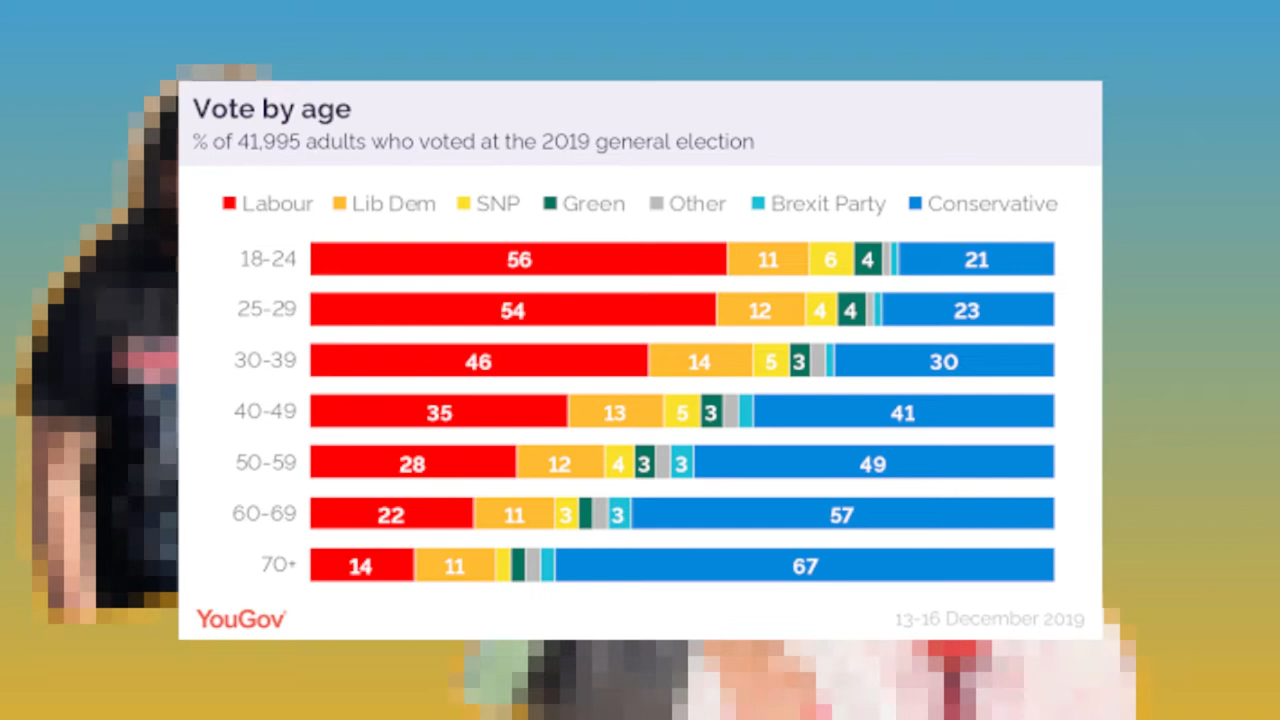 Vote by age
% of 41,995 adults who voted at the 2019 general election
Labour Lib Dem SNP Green Other Brexit Party Conservative
18-24 56 11 6 4 21
25-29 54 12 4 4 23
30-39 46 14 5 3 30
40-49 35 13 5 3 41
50-59 28 12 4 3 3 49
60-69 22 11 3 3 57
70+ 14 11 67
YouGov 13-16 December 2019